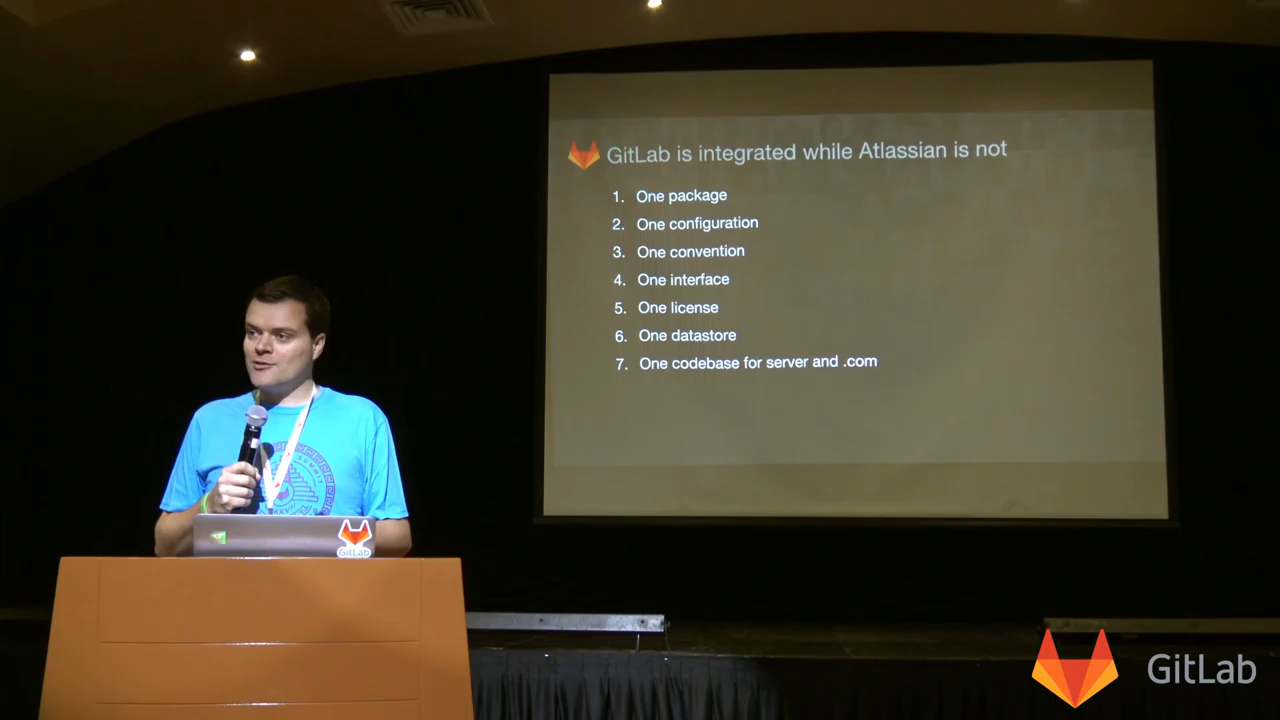 GitLab is integrated while Atlassian is not
1. One package
2. One configuration
3. One convention
4. One interface
5. One license
6. One datastore
7. One codebase for server and .com
SUMMIT
GitLab
GitLab